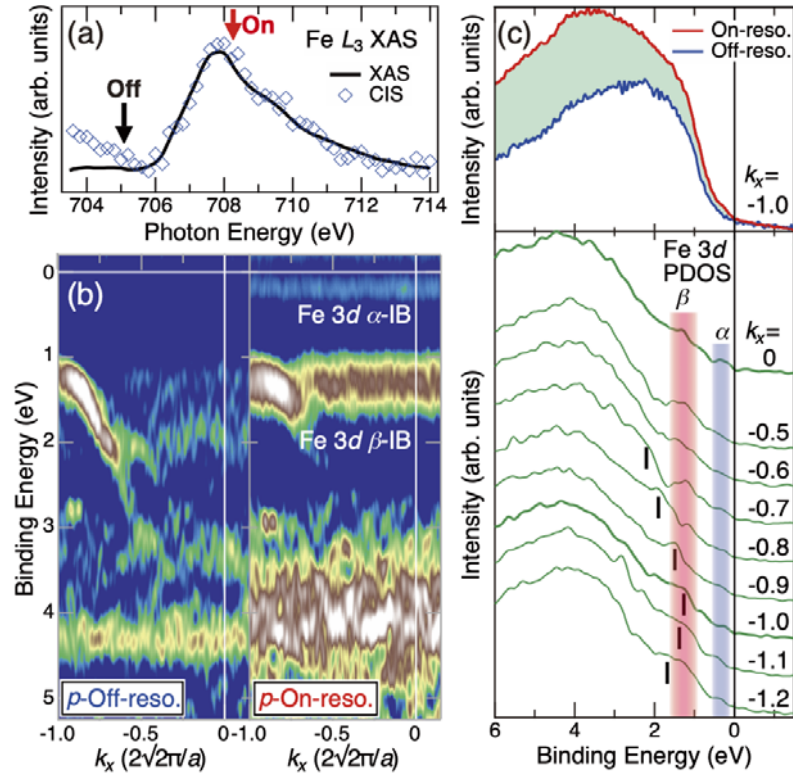 704 706 708 710 712 714
(a)
On
Fe L₃ XAS
XAS
CIS
Off
Intensity (arb. units)
Photon Energy (eV)
(b)
0
1
2
3
4
5
Binding Energy (eV)
Fe 3d α-IB
Fe 3d β-IB
p-Off-reso.
p-On-reso.
-1.0 -0.5 0 -1.0 -0.5 0
kₓ (2√2π/a) kₓ (2√2π/a)
(c)
On-reso.
Off-reso.
Intensity (arb. units)
kₓ=
-1.0
Fe 3d
PDOS
β
α
kₓ=
0
-0.5
-0.6
-0.7
-0.8
-0.9
-1.0
-1.1
-1.2
Intensity (arb. units)
6 4 2 0
Binding Energy (eV)